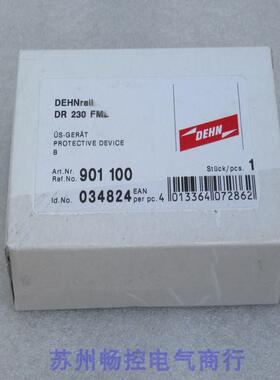 DEHNrail
DR 230 FML
DEHN
ÜS-GERÄT
PROTECTIVE DEVICE
B
Art.Nr.
Ref.No. 901 100
Stück/pcs. 1
Id.No. 034824 EAN per pc. 4 013364 072862
苏州畅控电气商行